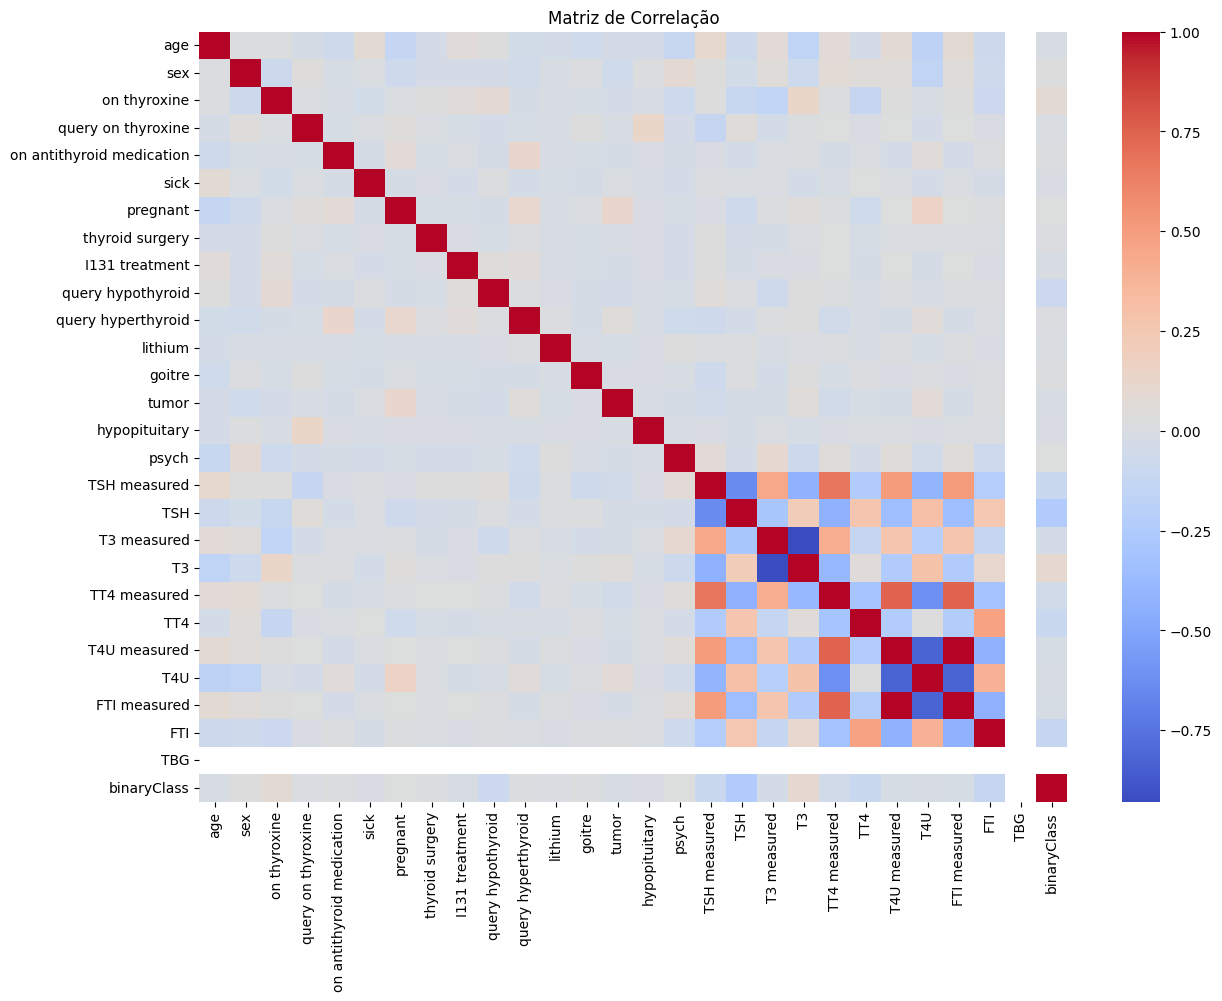 Matriz de Correlação
age
sex
on thyroxine
query on thyroxine
on antithyroid medication
sick
pregnant
thyroid surgery
I131 treatment
query hypothyroid
query hyperthyroid
lithium
goitre
tumor
hypopituitary
psych
TSH measured
TSH
T3 measured
T3
TT4 measured
TT4
T4U measured
T4U
FTI measured
FTI
TBG
binaryClass
age
sex
on thyroxine
query on thyroxine
on antithyroid medication
sick
pregnant
thyroid surgery
I131 treatment
query hypothyroid
query hyperthyroid
lithium
goitre
tumor
hypopituitary
psych
TSH measured
TSH
T3 measured
T3
TT4 measured
TT4
T4U measured
T4U
FTI measured
FTI
TBG
binaryClass
1.00
0.75
0.50
0.25
0.00
−0.25
−0.50
−0.75